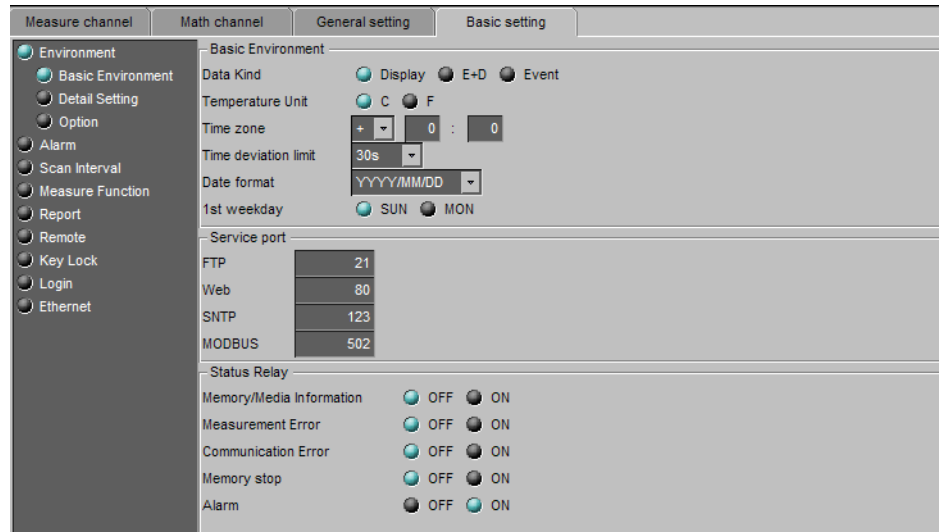 Measure channel Math channel General setting Basic setting
Environment
Basic Environment
Detail Setting
Option
Alarm
Scan Interval
Measure Function
Report
Remote
Key Lock
Login
Ethernet
Basic Environment
Data Kind Display E+D Event
Temperature Unit C F
Time zone + 0 : 0
Time deviation limit 30s
Date format YYYY/MM/DD
1st weekday SUN MON
Service port
FTP 21
Web 80
SNTP 123
MODBUS 502
Status Relay
Memory/Media Information OFF ON
Measurement Error OFF ON
Communication Error OFF ON
Memory stop OFF ON
Alarm OFF ON